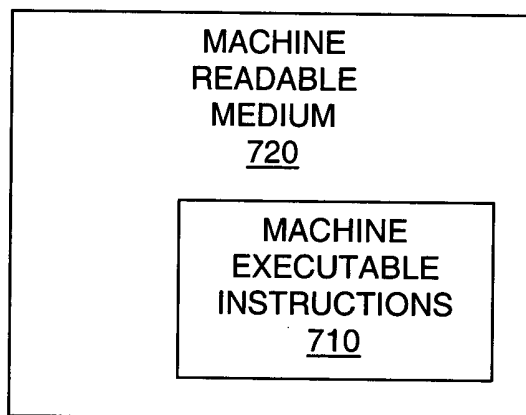 MACHINE
READABLE
MEDIUM
720
MACHINE
EXECUTABLE
INSTRUCTIONS
710